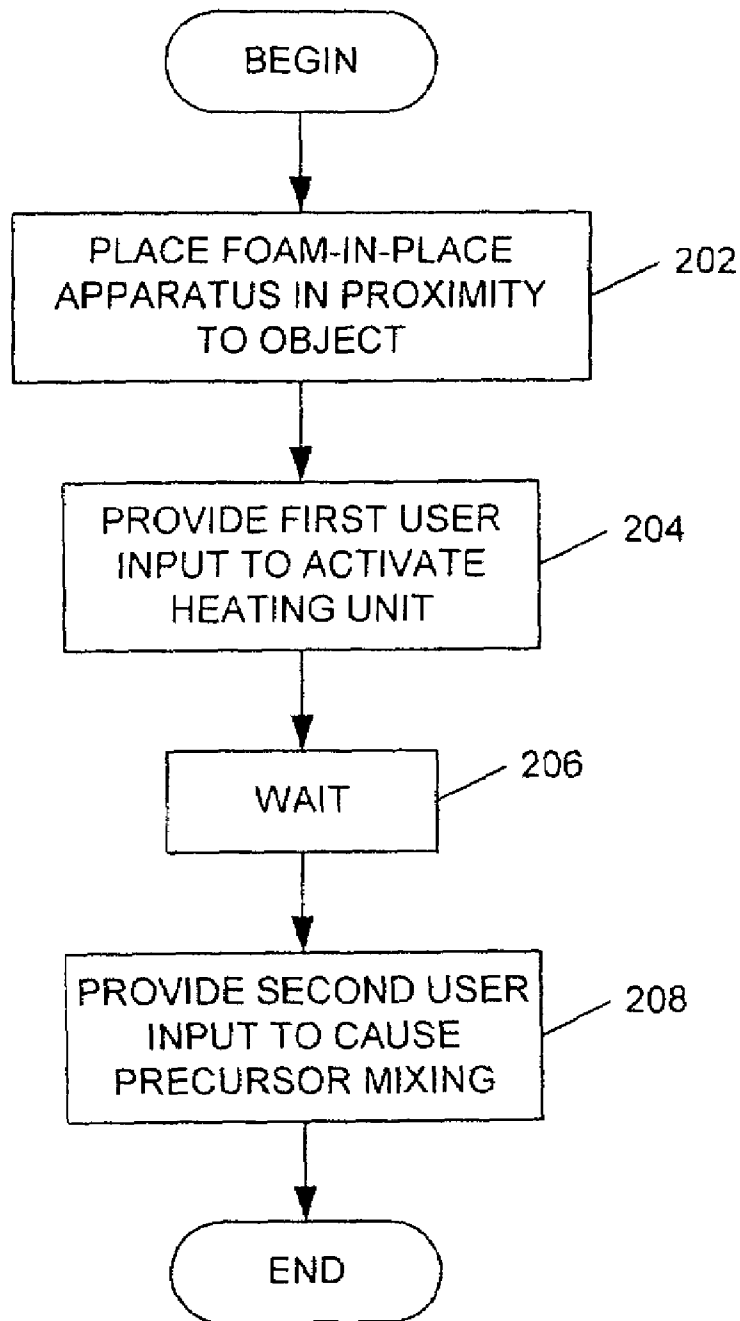 BEGIN
PLACE FOAM-IN-PLACE
APPARATUS IN PROXIMITY
TO OBJECT
202
PROVIDE FIRST USER
INPUT TO ACTIVATE
HEATING UNIT
204
WAIT
206
PROVIDE SECOND USER
INPUT TO CAUSE
PRECURSOR MIXING
208
END